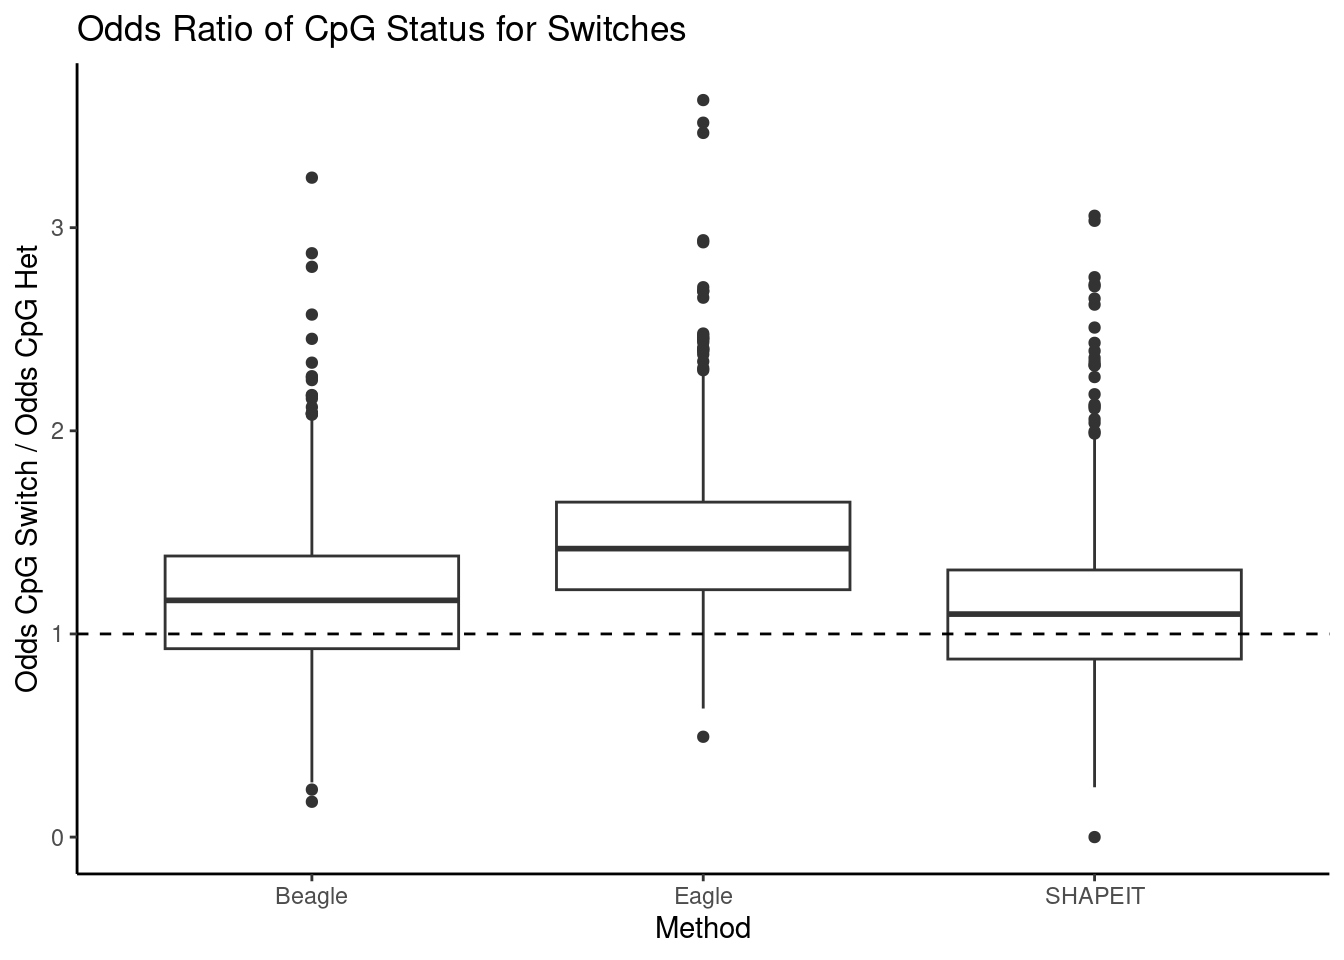 Odds Ratio of CpG Status for Switches
Odds CpG Switch / Odds CpG Het
3
2
1
0
Beagle
Eagle
SHAPEIT
Method